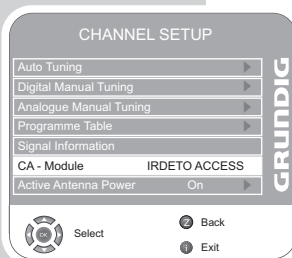 CHANNEL SETUP
Auto Tuning
Digital Manual Tuning
Analogue Manual Tuning
Programme Table
Signal Information
CA - Module IRDETO ACCESS
Active Antenna Power On
GRUNDIG
OK Select
Z Back
i Exit